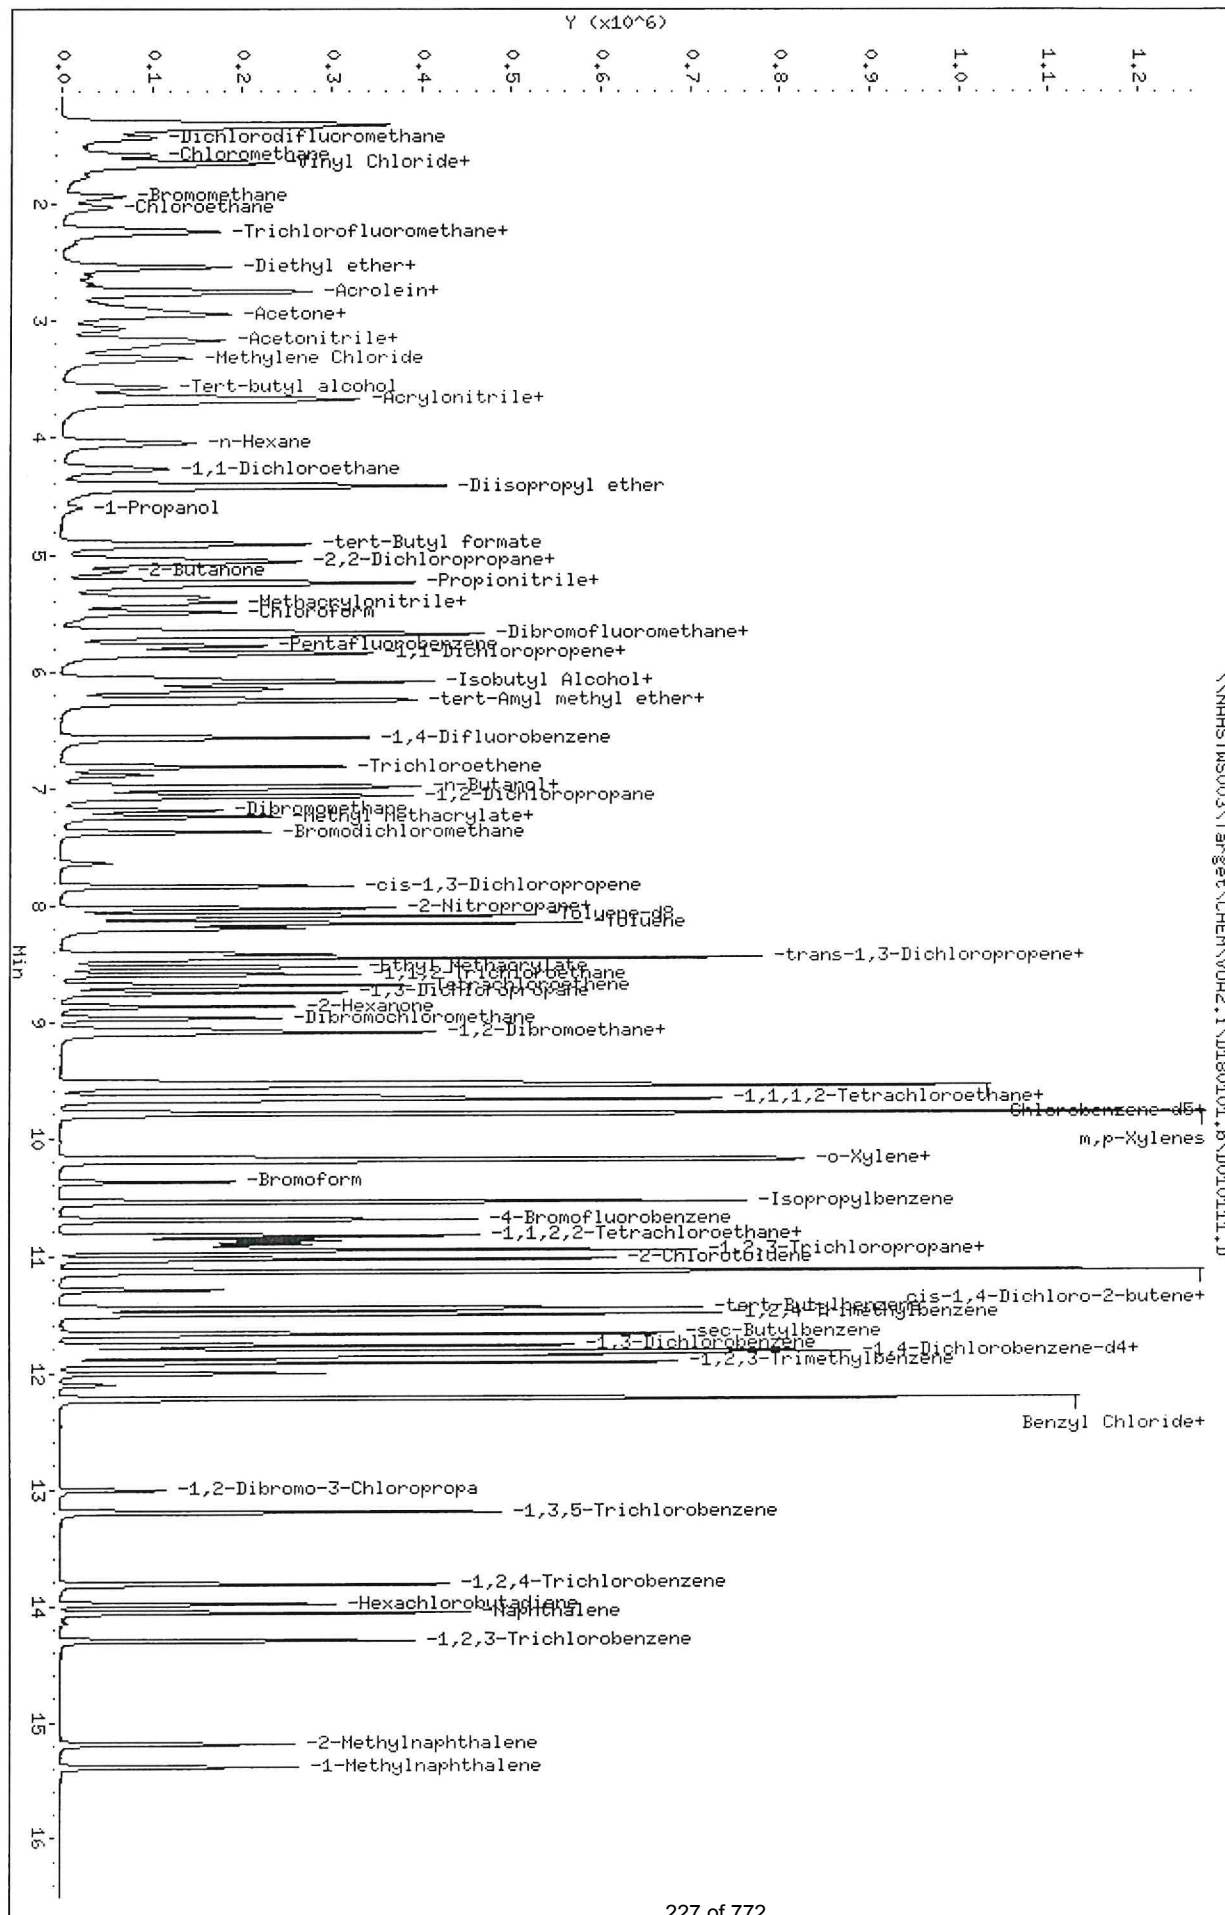 Y (x10^6)
0.0
0.1
0.2
0.3
0.4
0.5
0.6
0.7
0.8
0.9
1.0
1.1
1.2
-Dichlorodifluoromethane
-Chloromethane
-Vinyl Chloride+
-Bromomethane
2
-Chloroethane
-Trichlorofluoromethane+
-Diethyl ether+
-Acrolein+
-Acetone+
3
-Acetonitrile+
-Methylene Chloride
-Tert-butyl alcohol
-Acrylonitrile+
4
-n-Hexane
-1,1-Dichloroethane
-Diisopropyl ether
-1-Propanol
-tert-Butyl formate
5
-2,2-Dichloropropane+
-2-Butanone
-Propionitrile+
-Methacrylonitrile+
-Chloroform
-Dibromofluoromethane+
-Pentafluorobenzene
-1,1-Dichloropropene+
6
-Isobutyl Alcohol+
-tert-Amyl methyl ether+
-1,4-Difluorobenzene
-Trichloroethene
7
-n-Butanol+
-1,2-Dichloropropane
-Dibromomethane
-Methyl Methacrylate+
-Bromodichloromethane
-cis-1,3-Dichloropropene
8
-2-Nitropropane+
-Toluene-d8
-Toluene
Min
-trans-1,3-Dichloropropene+
-Ethyl Methacrylate
-1,1,2-Trichloroethane
-Tetrachloroethene
-1,3-Dichloropropane
-2-Hexanone
-Dibromochloromethane
9
-1,2-Dibromoethane+
-1,1,1,2-Tetrachloroethane+
Chlorobenzene-d5+
10
m,p-Xylenes
-o-Xylene+
-Bromoform
-Isopropylbenzene
-4-Bromofluorobenzene
-1,1,2,2-Tetrachloroethane+
-1,2,3-Trichloropropane+
11
-2-Chlorotoluene
cis-1,4-Dichloro-2-butene+
-tert-Butylbenzene
-1,2,4-Trimethylbenzene
-sec-Butylbenzene
-1,3-Dichlorobenzene
-1,4-Dichlorobenzene-d4+
-1,2,3-Trimethylbenzene
12
Benzyl Chloride+
13
-1,2-Dibromo-3-Chloropropa
-1,3,5-Trichlorobenzene
-1,2,4-Trichlorobenzene
14
-Hexachlorobutadiene
-Naphthalene
-1,2,3-Trichlorobenzene
15
-2-Methylnaphthalene
-1-Methylnaphthalene
16
227 of 772